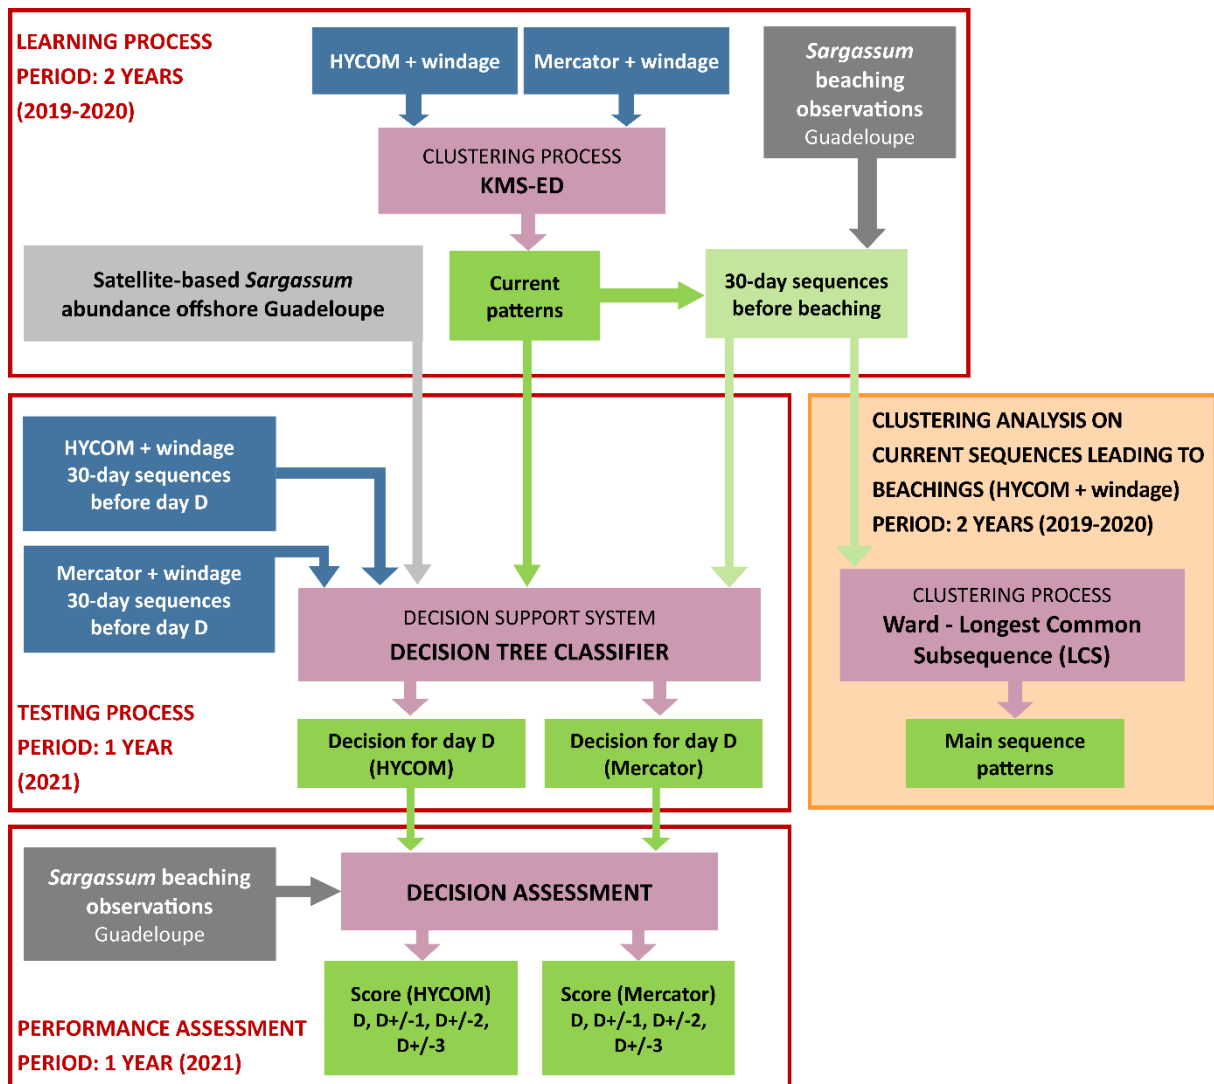 LEARNING PROCESS
PERIOD: 2 YEARS
(2019-2020)
HYCOM + windage
Mercator + windage
Sargassum
beaching
observations
Guadeloupe
CLUSTERING PROCESS
KMS-ED
Satellite-based Sargassum
abundance offshore Guadeloupe
Current
patterns
30-day sequences
before beaching
HYCOM + windage
30-day sequences
before day D
Mercator + windage
30-day sequences
before day D
DECISION SUPPORT SYSTEM
DECISION TREE CLASSIFIER
TESTING PROCESS
PERIOD: 1 YEAR
(2021)
Decision for day D
(HYCOM)
Decision for day D
(Mercator)
CLUSTERING ANALYSIS ON
CURRENT SEQUENCES LEADING TO
BEACHINGS (HYCOM + windage)
PERIOD: 2 YEARS (2019-2020)
CLUSTERING PROCESS
Ward - Longest Common
Subsequence (LCS)
Main sequence
patterns
Sargassum beaching
observations
Guadeloupe
DECISION ASSESSMENT
Score (HYCOM)
D, D+/-1, D+/-2,
D+/-3
Score (Mercator)
D, D+/-1, D+/-2,
D+/-3
PERFORMANCE ASSESSMENT
PERIOD: 1 YEAR (2021)